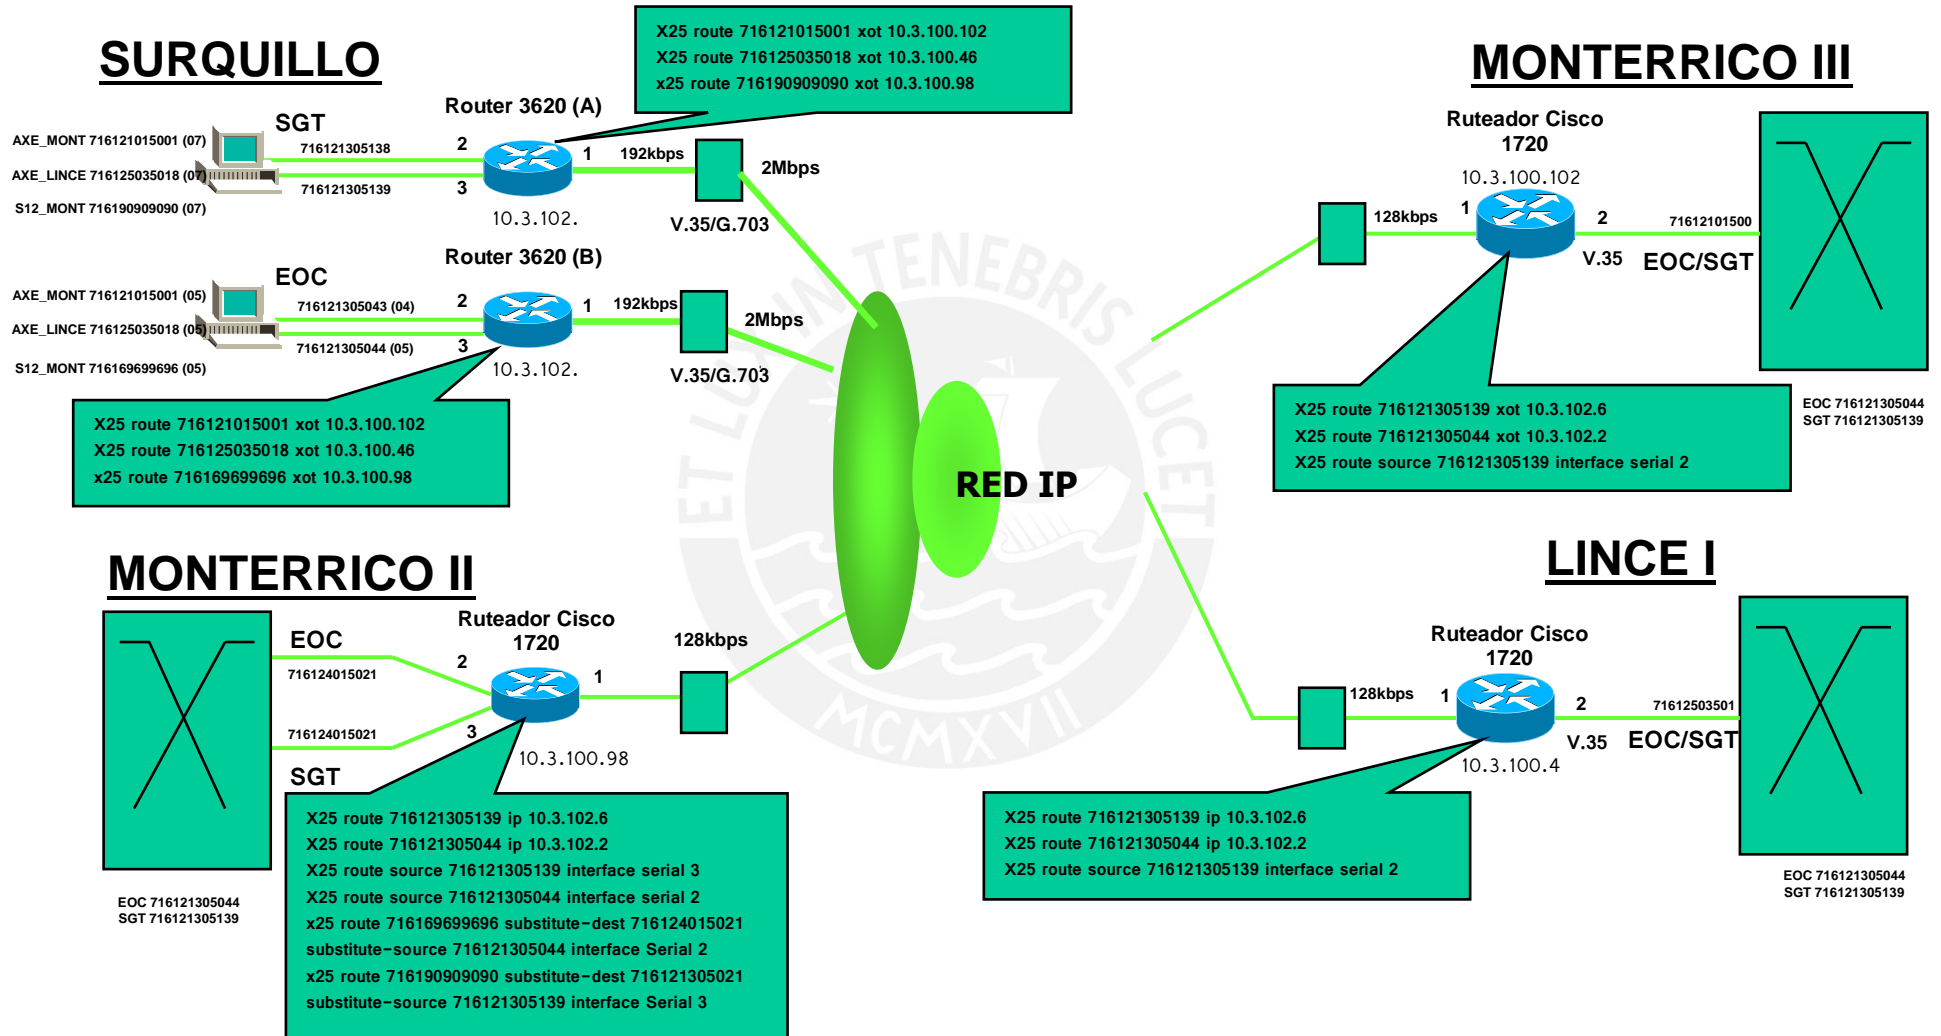 SURQUILLO
X25 route 716121015001 xot 10.3.100.102
X25 route 716125035018 xot 10.3.100.46
x25 route 716190909090 xot 10.3.100.98
Router 3620 (A)
SGT
AXE_MONT 716121015001 (07)
AXE_LINCE 716125035018 (07)
S12_MONT 716190909090 (07)
716121305138
716121305139
2
3
1
192kbps
2Mbps
10.3.102.
V.35/G.703
Router 3620 (B)
EOC
AXE_MONT 716121015001 (05)
AXE_LINCE 716125035018 (05)
S12_MONT 716169699696 (05)
716121305043 (04)
716121305044 (05)
2
3
1
192kbps
2Mbps
10.3.102.
V.35/G.703
X25 route 716121015001 xot 10.3.100.102
X25 route 716125035018 xot 10.3.100.46
x25 route 716169699696 xot 10.3.100.98
MONTERRICO III
Ruteador Cisco
1720
10.3.100.102
128kbps
1
2
71612101500
V.35
EOC/SGT
X25 route 716121305139 xot 10.3.102.6
X25 route 716121305044 xot 10.3.102.2
X25 route source 716121305139 interface serial 2
EOC 716121305044
SGT 716121305139
RED IP
ET LUX IN TENEBRIS LUCET
MCMXVII
MONTERRICO II
Ruteador Cisco
1720
EOC
716124015021
716124015021
SGT
2
3
1
128kbps
10.3.100.98
X25 route 716121305139 ip 10.3.102.6
X25 route 716121305044 ip 10.3.102.2
X25 route source 716121305139 interface serial 3
X25 route source 716121305044 interface serial 2
x25 route 716169699696 substitute-dest 716124015021
substitute-source 716121305044 interface Serial 2
x25 route 716190909090 substitute-dest 716121305021
substitute-source 716121305139 interface Serial 3
EOC 716121305044
SGT 716121305139
LINCE I
Ruteador Cisco
1720
128kbps
1
2
71612503501
V.35
EOC/SGT
10.3.100.4
X25 route 716121305139 ip 10.3.102.6
X25 route 716121305044 ip 10.3.102.2
X25 route source 716121305139 interface serial 2
EOC 716121305044
SGT 716121305139